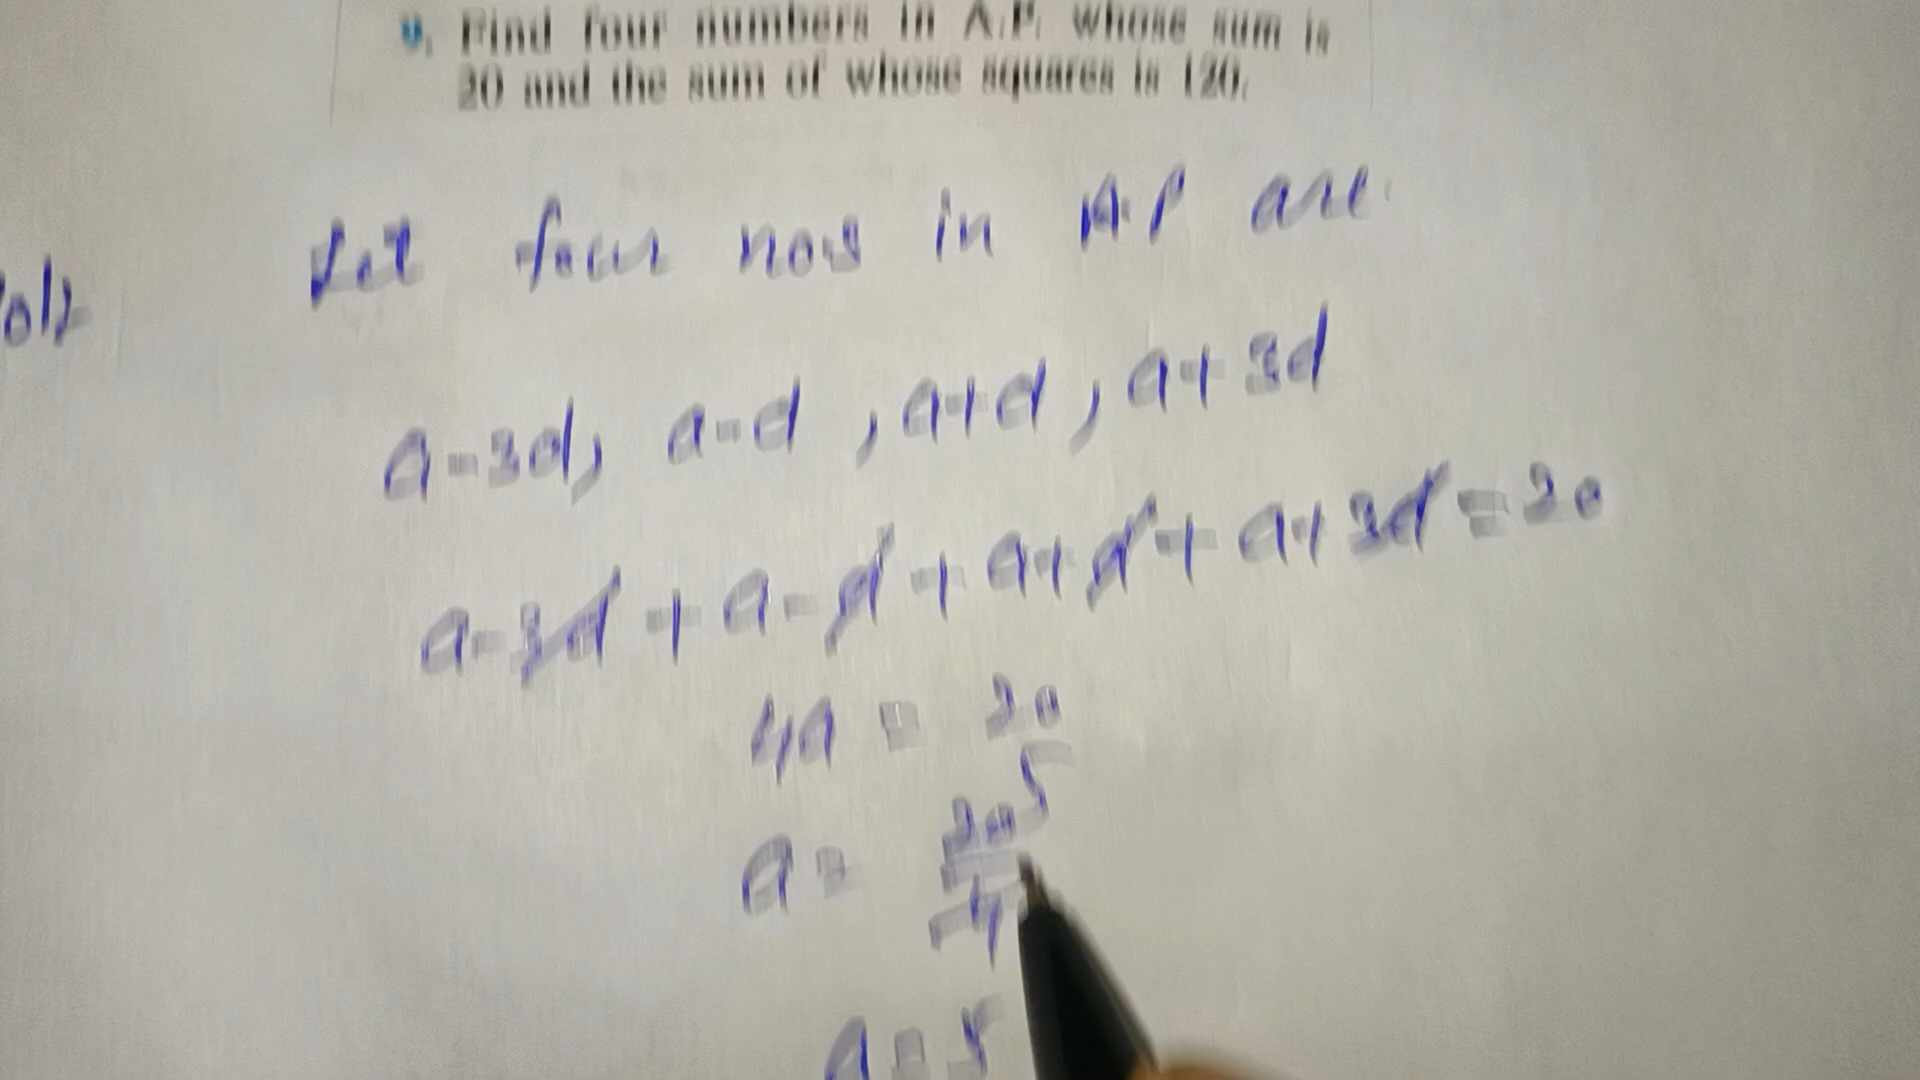 9. Find four numbers in A.P. whose sum is
20 and the sum of whose squares is 120.
Let four nos in A.P are
Sol:
a-3d, a-d, a+d, a+3d
a-3d + a-d + a+d + a+3d = 20
4a = 20
a = 20/4 5
a = 5